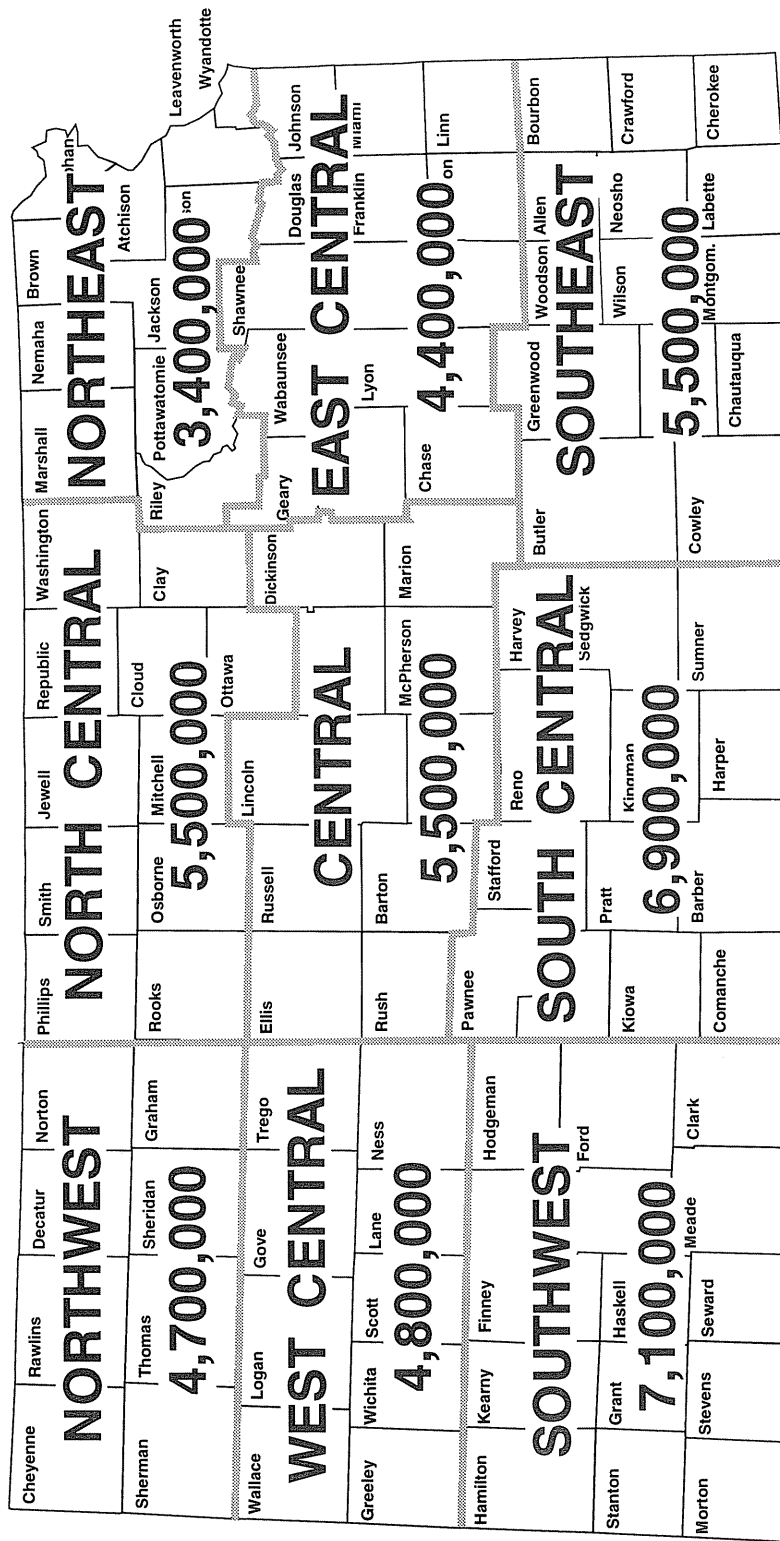 Cheyenne Rawlins Decatur Norton Phillips Smith Jewell Republic Washington Marshall Nemaha Brown
NORTHWEST NORTH CENTRAL NORTHEAST
Atchison
Leavenworth
Wyandotte
Sherman Thomas Sheridan Graham Rooks Osborne Mitchell Cloud Clay Riley Pottawatomie Jackson
4,700,000 5,500,000 3,400,000
Ottawa Shawnee
Wallace Logan Gove Trego Ellis Russell Lincoln Dickinson Geary Wabaunsee Douglas Johnson
WEST CENTRAL CENTRAL EAST CENTRAL
Lyon Franklin Miami
Greeley Wichita Scott Lane Ness Rush Barton McPherson Marion Chase Linn
4,800,000 5,500,000 4,400,000
Hamilton Kearny Finney Hodgeman Pawnee Stafford Reno Harvey Butler Greenwood Woodson Allen Bourbon
SOUTHWEST SOUTH CENTRAL SOUTHEAST
Ford Sedgwick
Stanton Grant Haskell Kiowa Pratt Kingman Wilson Neosho Crawford
7,100,000 6,900,000 5,500,000
Meade Barber Montgom. Labette
Morton Stevens Seward Clark Comanche Harper Sumner Cowley Chautauqua Cherokee